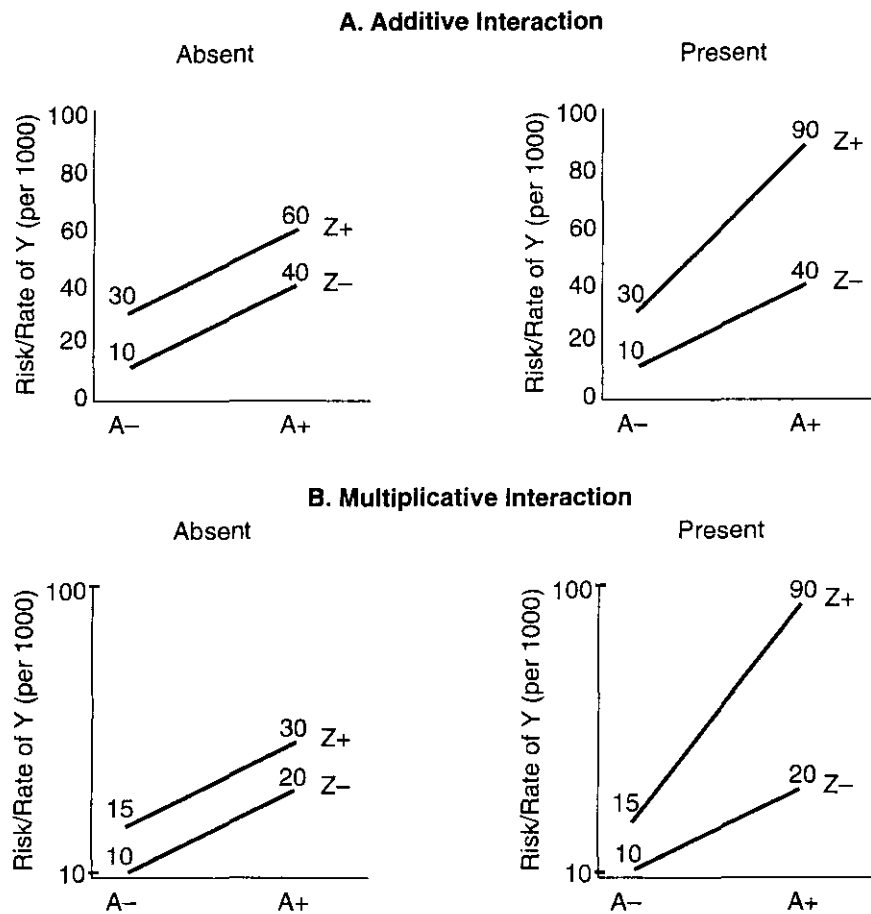 A. Additive Interaction
Absent
Risk/Rate of Y (per 1000)
100
80
60
40
20
0
30
10
60
40
Z+
Z–
A–
A+
Present
Risk/Rate of Y (per 1000)
100
80
60
40
20
0
30
10
90
40
Z+
Z–
A–
A+
B. Multiplicative Interaction
Absent
Risk/Rate of Y (per 1000)
100
10
15
10
30
20
Z+
Z–
A–
A+
Present
Risk/Rate of Y (per 1000)
100
10
15
10
90
20
Z+
Z–
A–
A+